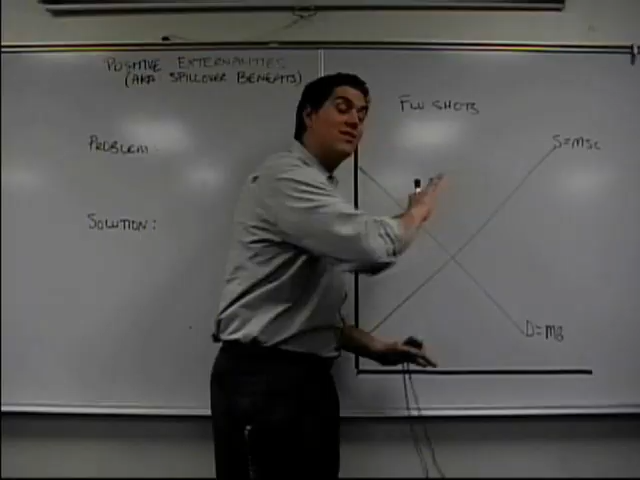 POSITIVE EXTERNALITIES
(AKA SPILLOVER BENEFITS)
FLU SHOTS
PROBLEM:
S=MSC
SOLUTION:
D=MB